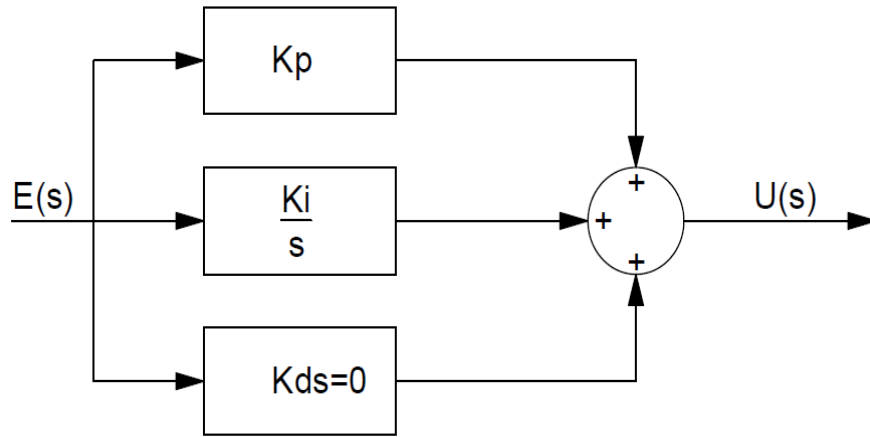 Kp
E(s)
Ki
s
Kds=0
+
+
+
U(s)